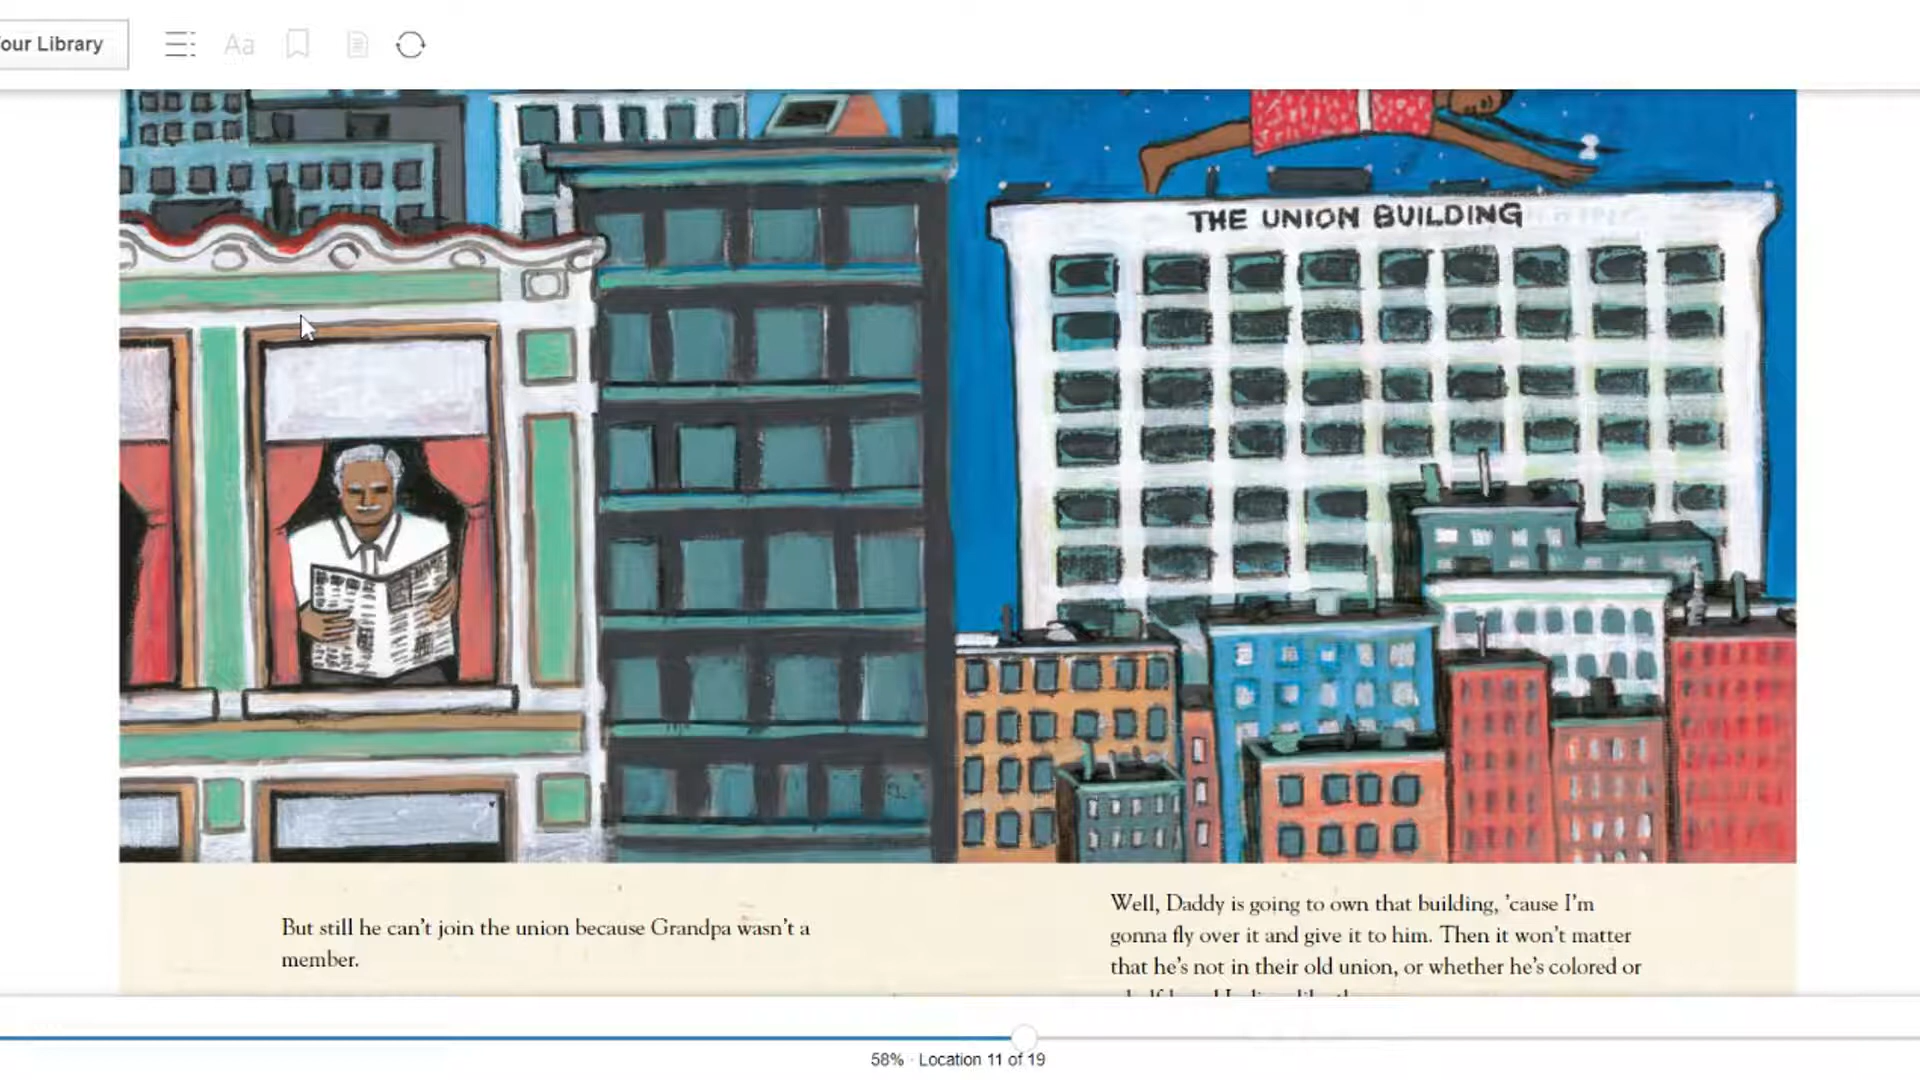 our Library
Aa
THE UNION BUILDING
But still he can't join the union because Grandpa wasn't a
member.
Well, Daddy is going to own that building, 'cause I'm
gonna fly over it and give it to him. Then it won't matter
that he's not in their old union, or whether he's colored or
58% · Location 11 of 19